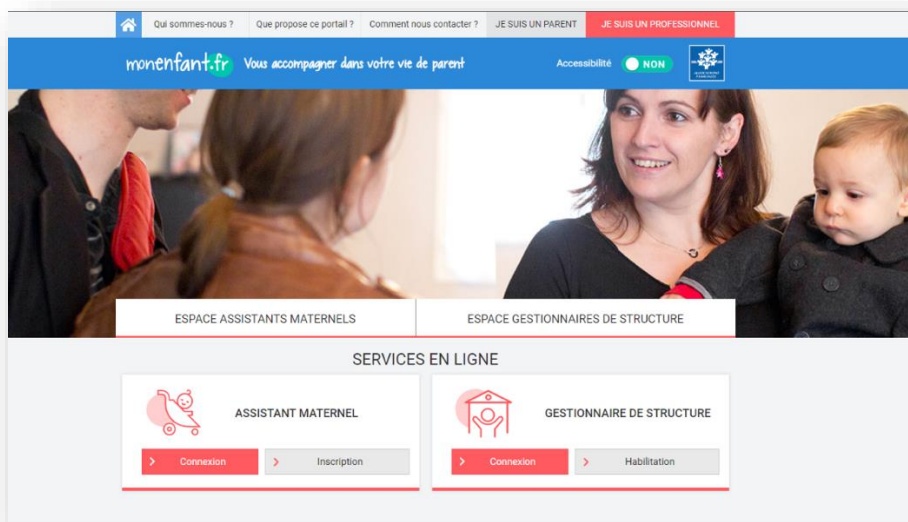 Qui sommes-nous ? Que propose ce portail ? Comment nous contacter ? JE SUIS UN PARENT JE SUIS UN PROFESSIONNEL
monenfant.fr Vous accompagner dans votre vie de parent Accessibilité NON
ESPACE ASSISTANTS MATERNELS ESPACE GESTIONNAIRES DE STRUCTURE
SERVICES EN LIGNE
ASSISTANT MATERNEL GESTIONNAIRE DE STRUCTURE
Connexion Inscription Connexion Habilitation